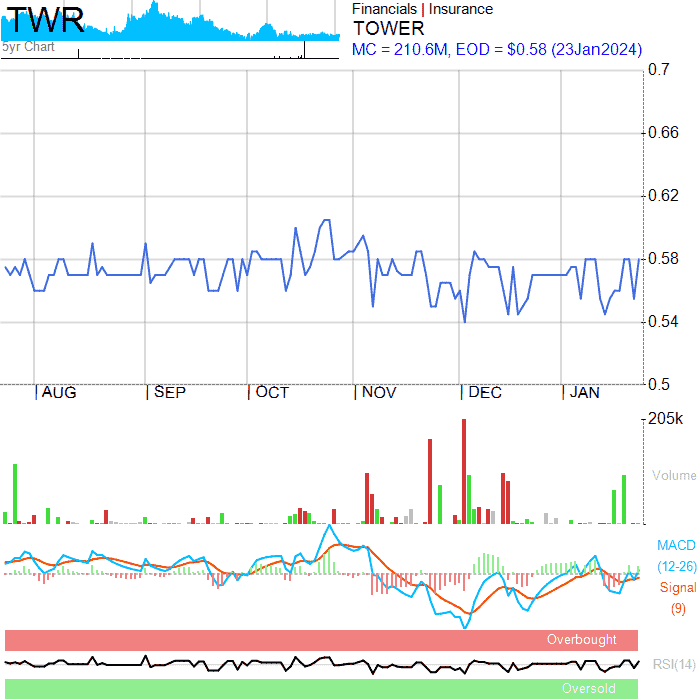 TWR
5yr Chart
Financials | Insurance
TOWER
MC = 210.6M, EOD = $0.58 (23Jan2024)
0.7
0.66
0.62
0.58
0.54
0.5
AUG SEP OCT NOV DEC JAN
205k
Volume
MACD
(12-26)
Signal
(9)
Overbought
RSI(14)
Oversold